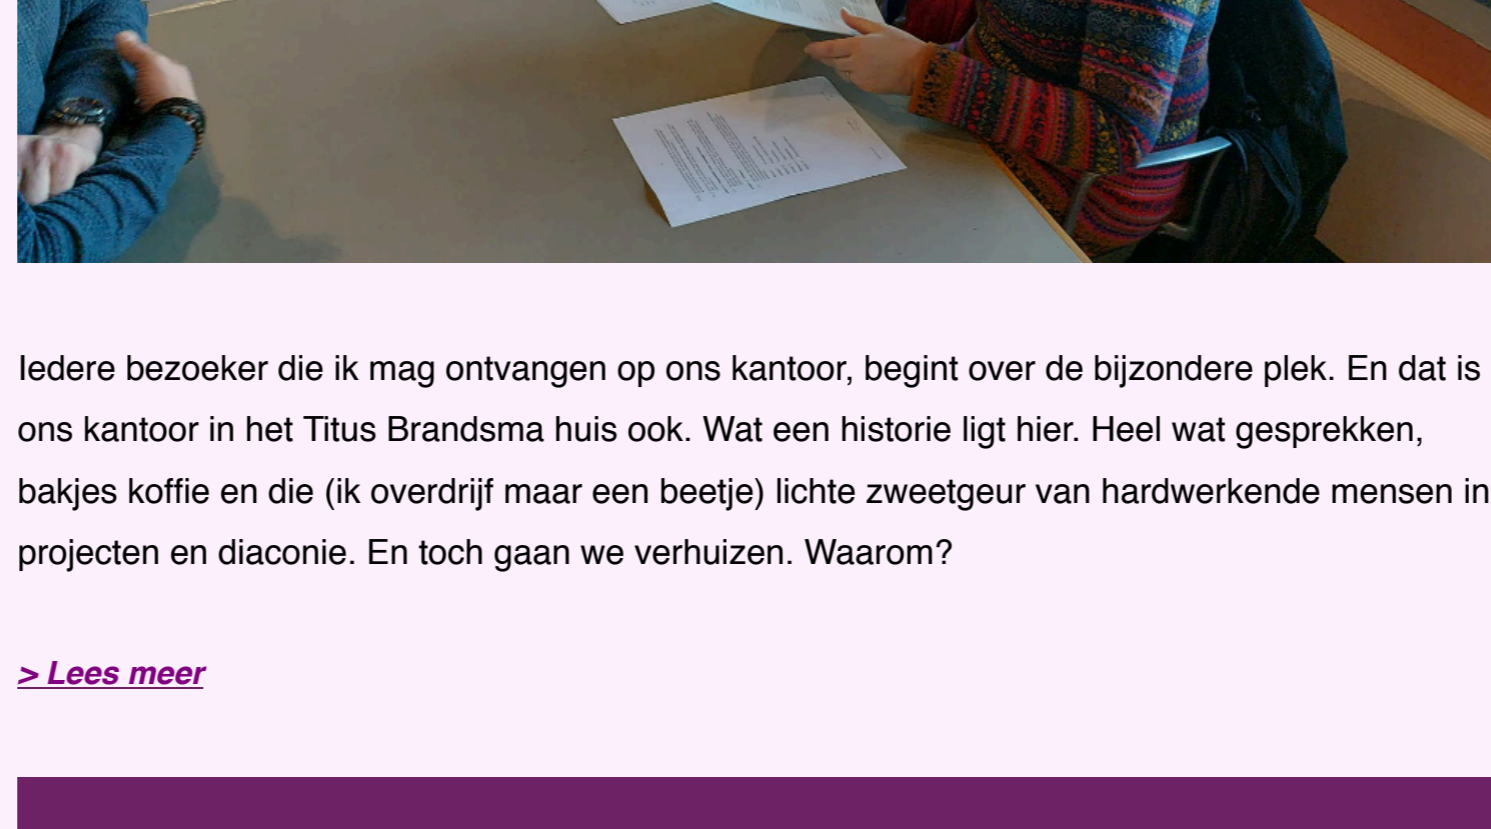 Iedere bezoeker die ik mag ontvangen op ons kantoor, begint over de bijzondere plek. En dat is
ons kantoor in het Titus Brandsma huis ook. Wat een historie ligt hier. Heel wat gesprekken,
bakjes koffie en die (ik overdrijf maar een beetje) lichte zweetgeur van hardwerkende mensen in
projecten en diaconie. En toch gaan we verhuizen. Waarom?
> Lees meer